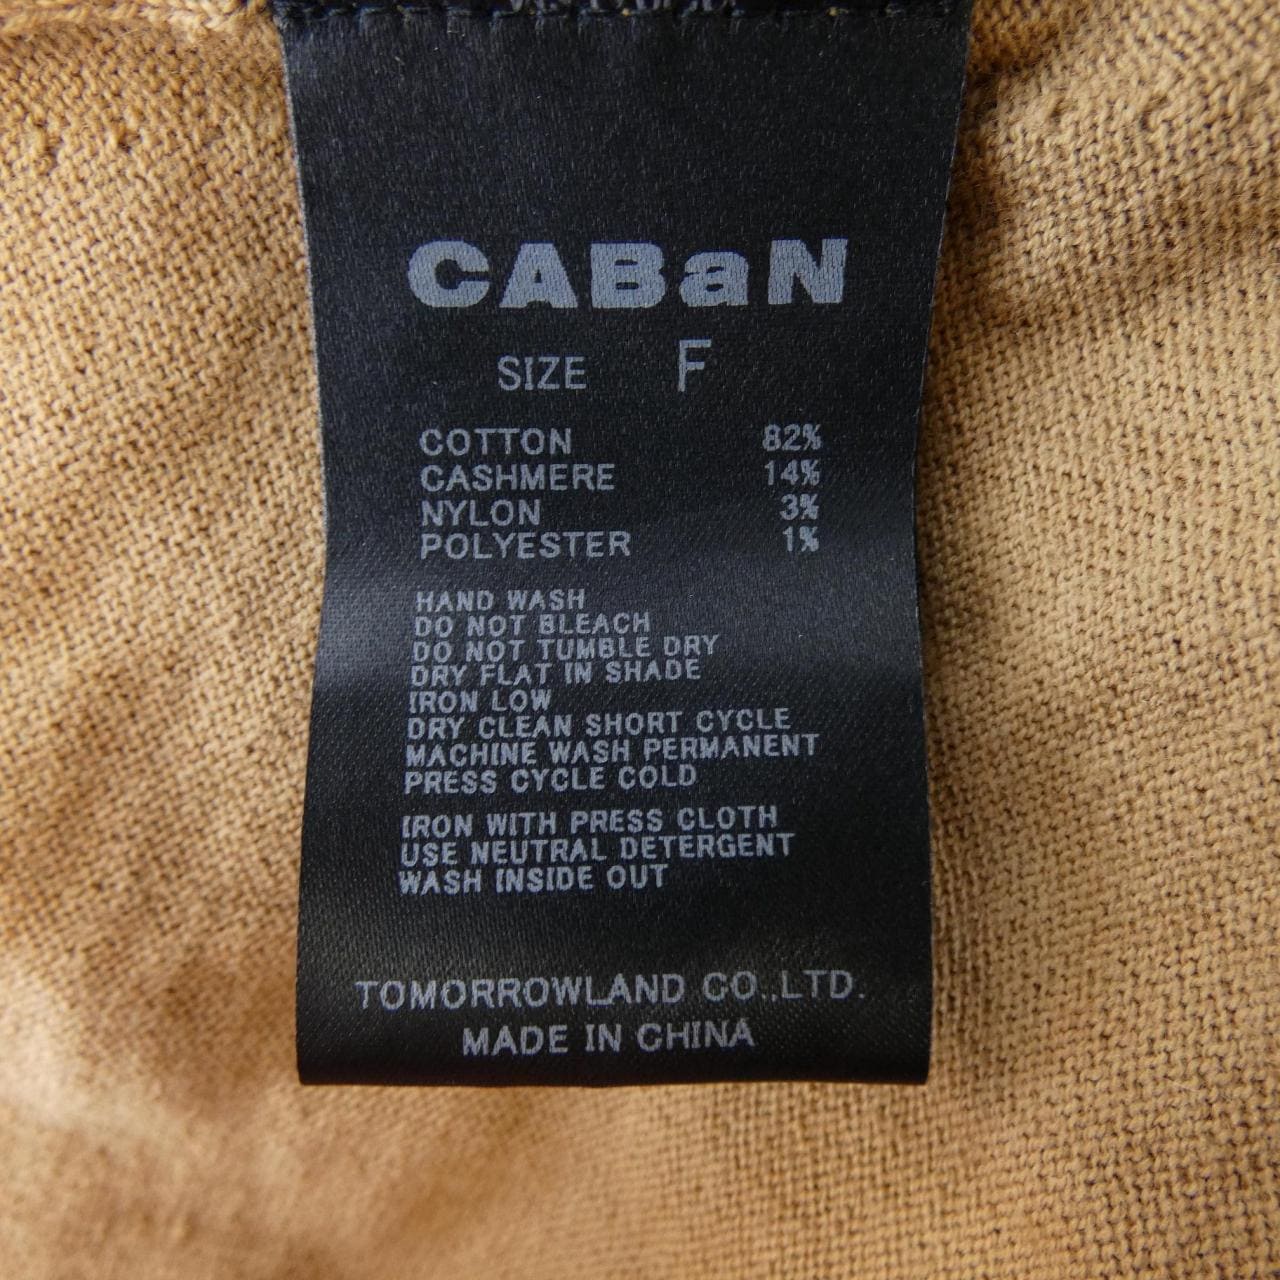 CABaN
SIZE F
COTTON 82%
CASHMERE 14%
NYLON 3%
POLYESTER 1%
HAND WASH
DO NOT BLEACH
DO NOT TUMBLE DRY
DRY FLAT IN SHADE
IRON LOW
DRY CLEAN SHORT CYCLE
MACHINE WASH PERMANENT
PRESS CYCLE COLD
IRON WITH PRESS CLOTH
USE NEUTRAL DETERGENT
WASH INSIDE OUT
TOMORROWLAND CO.,LTD.
MADE IN CHINA